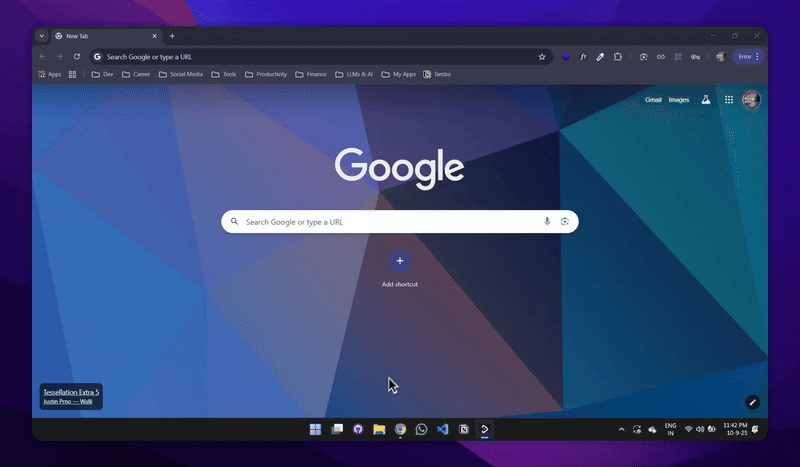 New Tab
Search Google or type a URL
Error
Apps
Dev
Career
Social Media
Tools
Productivity
Finance
LLMs & AI
My Apps
Tambo
Gmail
Images
Google
Search Google or type a URL
Add shortcut
Tessellation Extra 5
Justin Prno — Walli
ENG
IN
11:42 PM
10-9-25